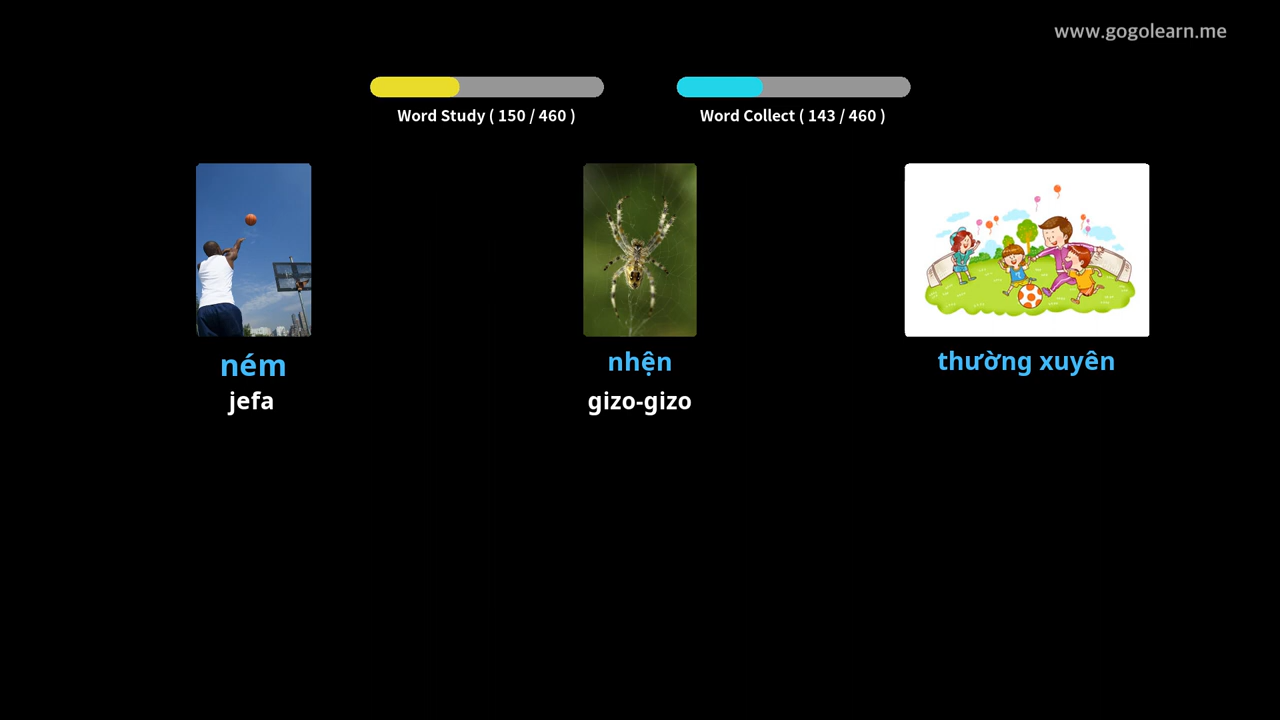 www.gogolearn.me
Word Study ( 150 / 460 )
Word Collect ( 143 / 460 )
ném
jefa
nhện
gizo-gizo
thường xuyên